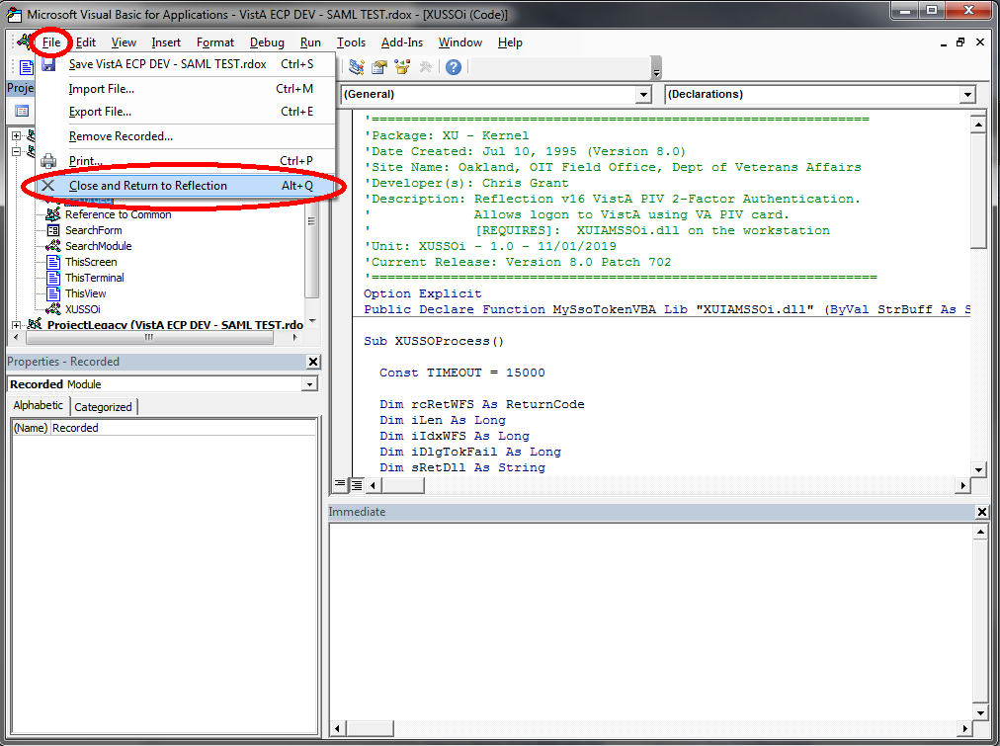 Microsoft Visual Basic for Applications - VistA ECP DEV - SAML TEST.rdox - [XUSSOi (Code)]
File Edit View Insert Format Debug Run Tools Add-Ins Window Help
Save VistA ECP DEV - SAML TEST.rdox Ctrl+S
Import File... Ctrl+M
Export File... Ctrl+E
Remove Recorded...
Print... Ctrl+P
Close and Return to Reflection Alt+Q
Proje
Reference to Common
SearchForm
SearchModule
ThisScreen
ThisTerminal
ThisView
XUSSOi
ProjectLegacy (VistA ECP DEV - SAML TEST.rdo
Properties - Recorded
Recorded Module
Alphabetic Categorized
(Name) Recorded
(General) (Declarations)
'===============================================================
'Package: XU - Kernel
'Date Created: Jul 10, 1995 (Version 8.0)
'Site Name: Oakland, OIT Field Office, Dept of Veterans Affairs
'Developer(s): Chris Grant
'Description: Reflection v16 VistA PIV 2-Factor Authentication.
' Allows logon to VistA using VA PIV card.
' [REQUIRES]: XUIAMSSOi.dll on the workstation
'Unit: XUSSOi - 1.0 - 11/01/2019
'Current Release: Version 8.0 Patch 702
'================================================================
Option Explicit
Public Declare Function MySsoTokenVBA Lib "XUIAMSSOi.dll" (ByVal StrBuff As S
Sub XUSSOProcess()
Const TIMEOUT = 15000
Dim rcRetWFS As ReturnCode
Dim iLen As Long
Dim iIdxWFS As Long
Dim iDlgTokFail As Long
Dim sRetDll As String
Immediate